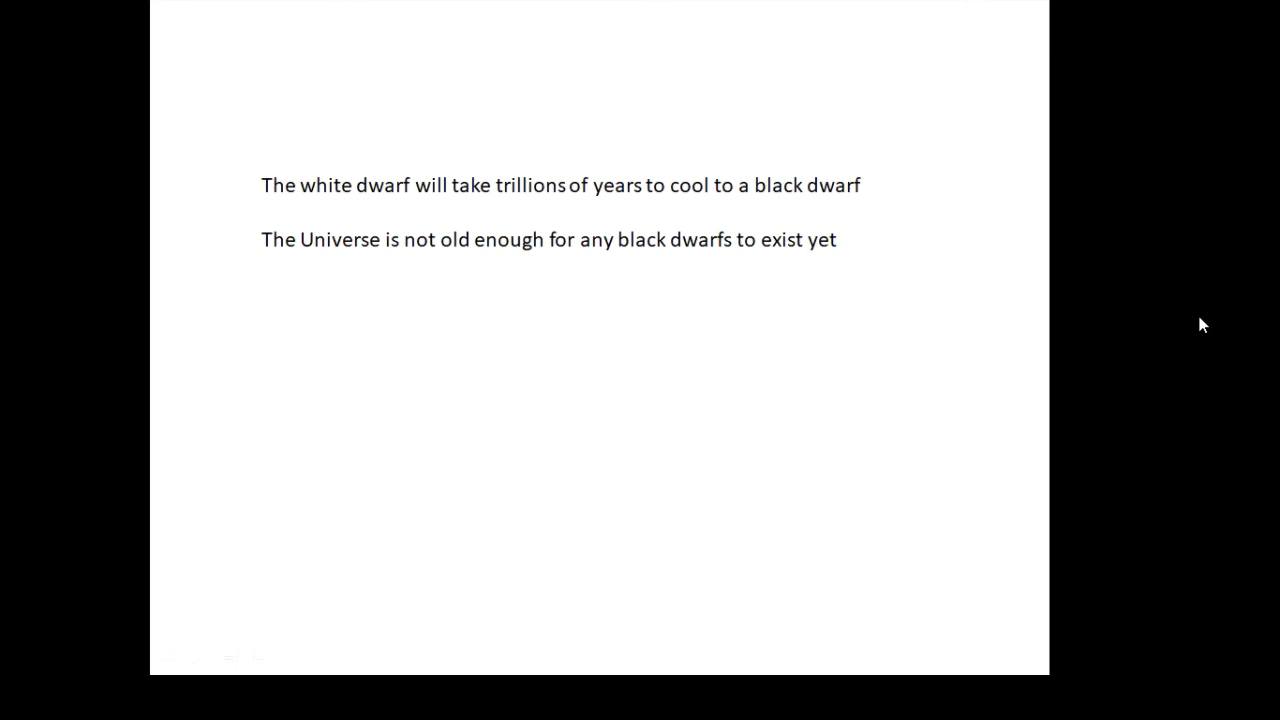 The white dwarf will take trillions of years to cool to a black dwarf
The Universe is not old enough for any black dwarfs to exist yet